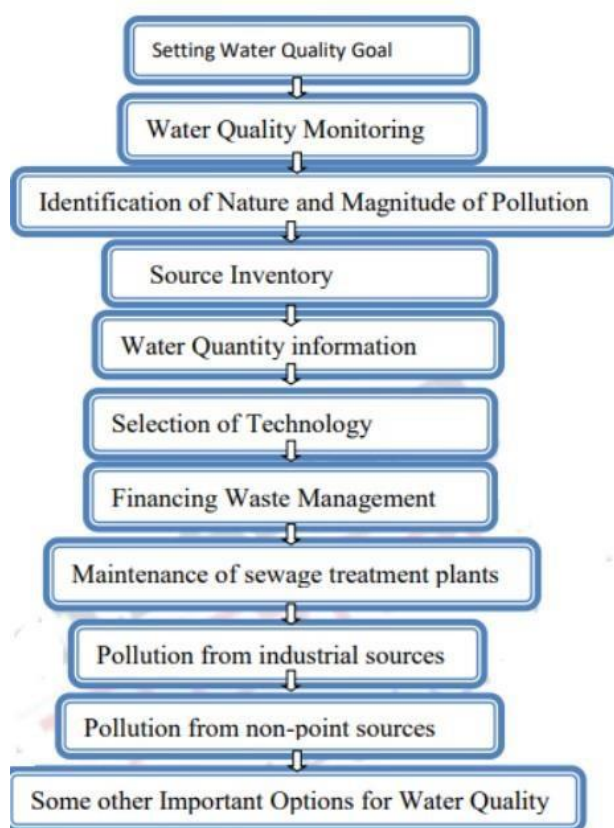 Setting Water Quality Goal
Water Quality Monitoring
Identification of Nature and Magnitude of Pollution
Source Inventory
Water Quantity information
Selection of Technology
Financing Waste Management
Maintenance of sewage treatment plants
Pollution from industrial sources
Pollution from non-point sources
Some other Important Options for Water Quality